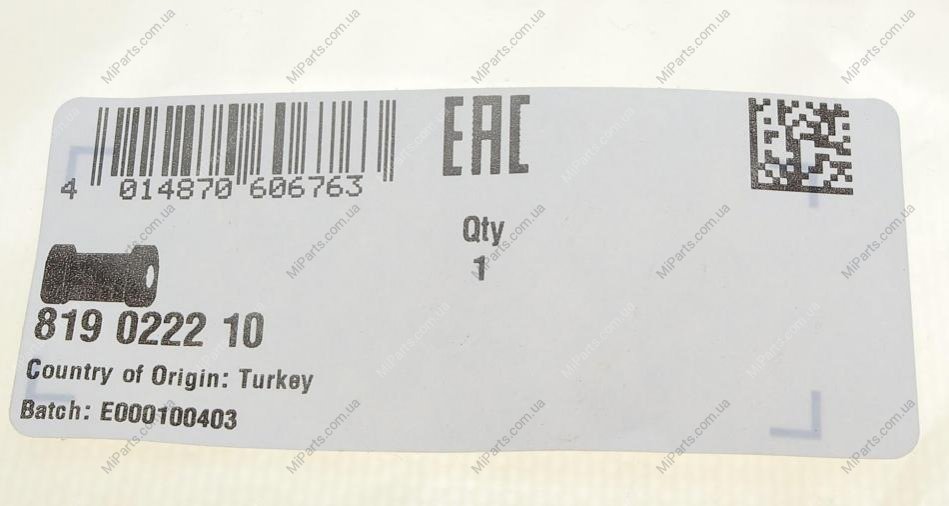 4 014870 606763
EAC
Qty
1
819 0222 10
Country of Origin: Turkey
Batch: E000100403
MiParts.com.ua